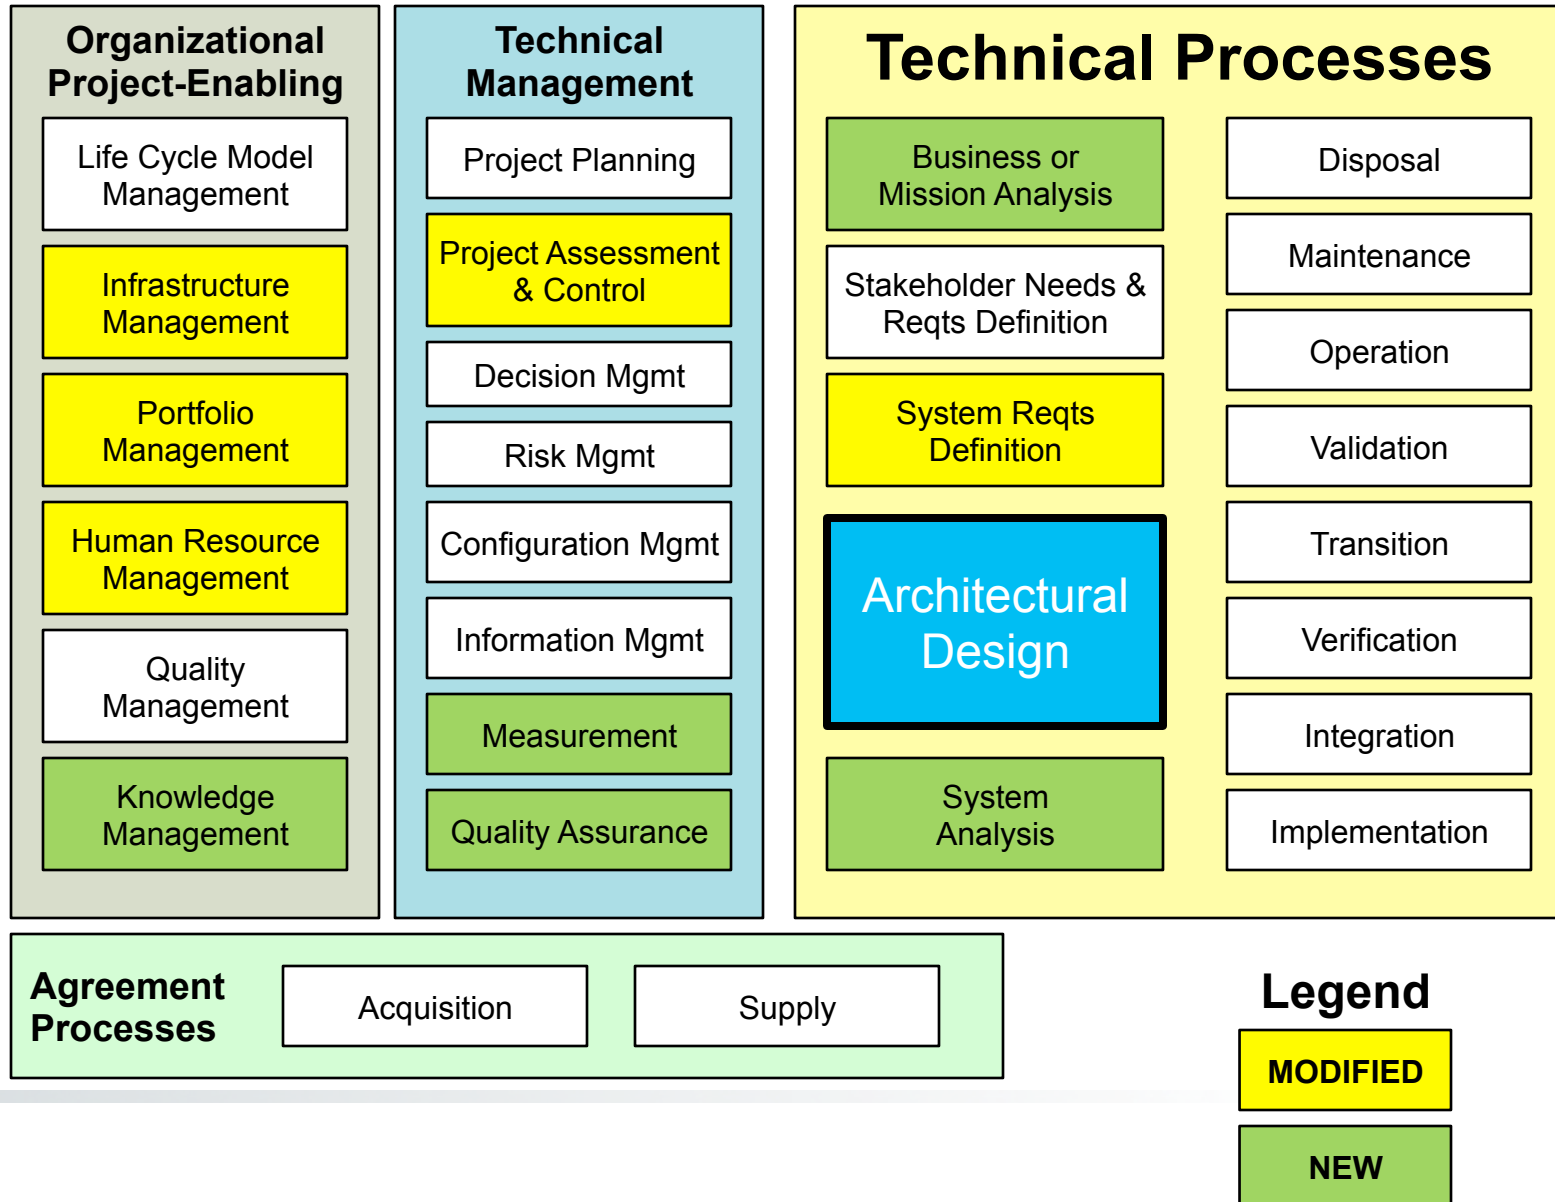 Organizational
Project-Enabling
Life Cycle Model
Management
Infrastructure
Management
Portfolio
Management
Human Resource
Management
Quality
Management
Knowledge
Management
Technical
Management
Project Planning
Project Assessment
& Control
Decision Mgmt
Risk Mgmt
Configuration Mgmt
Information Mgmt
Measurement
Quality Assurance
Technical Processes
Business or
Mission Analysis
Stakeholder Needs &
Reqts Definition
System Reqts
Definition
Architectural
Design
System
Analysis
Disposal
Maintenance
Operation
Validation
Transition
Verification
Integration
Implementation
Agreement
Processes
Acquisition
Supply
Legend
MODIFIED
NEW